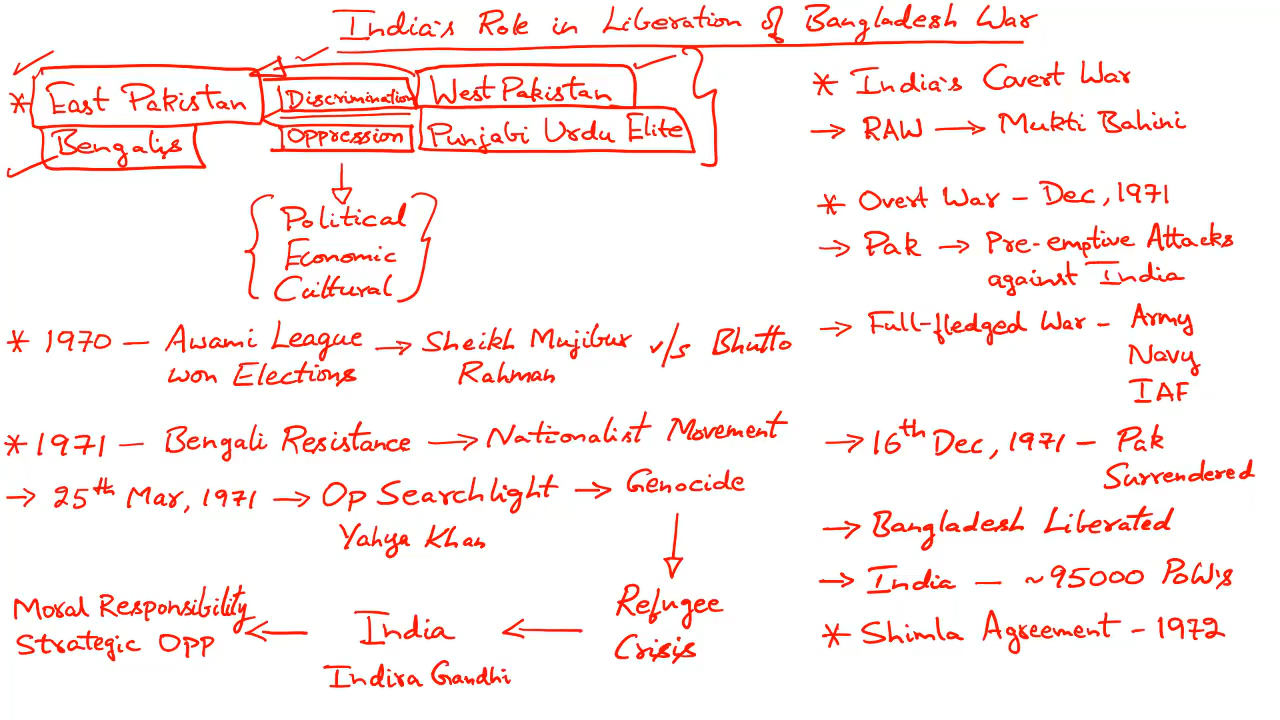 India's Role in Liberation of Bangladesh War
* East Pakistan Discrimination West Pakistan
Bengalis Oppression Punjabi Urdu Elite
Political
Economic
Cultural
* 1970 — Awami League → Sheikh Mujibur v/s Bhutto
won Elections Rahman
* 1971 — Bengali Resistance → Nationalist Movement
→ 25th Mar, 1971 → Op Searchlight → Genocide
Yahya Khan
Refugee
Crisis
← India
Indira Gandhi
← Moral Responsibility
Strategic Opp
* India's Covert War
→ RAW → Mukti Bahini
* Overt War - Dec, 1971
→ Pak → Pre-emptive Attacks
against India
→ Full-fledged War - Army
Navy
IAF
→ 16th Dec, 1971 - Pak
Surrendered
→ Bangladesh Liberated
→ India — ~95000 PoW's
* Shimla Agreement - 1972